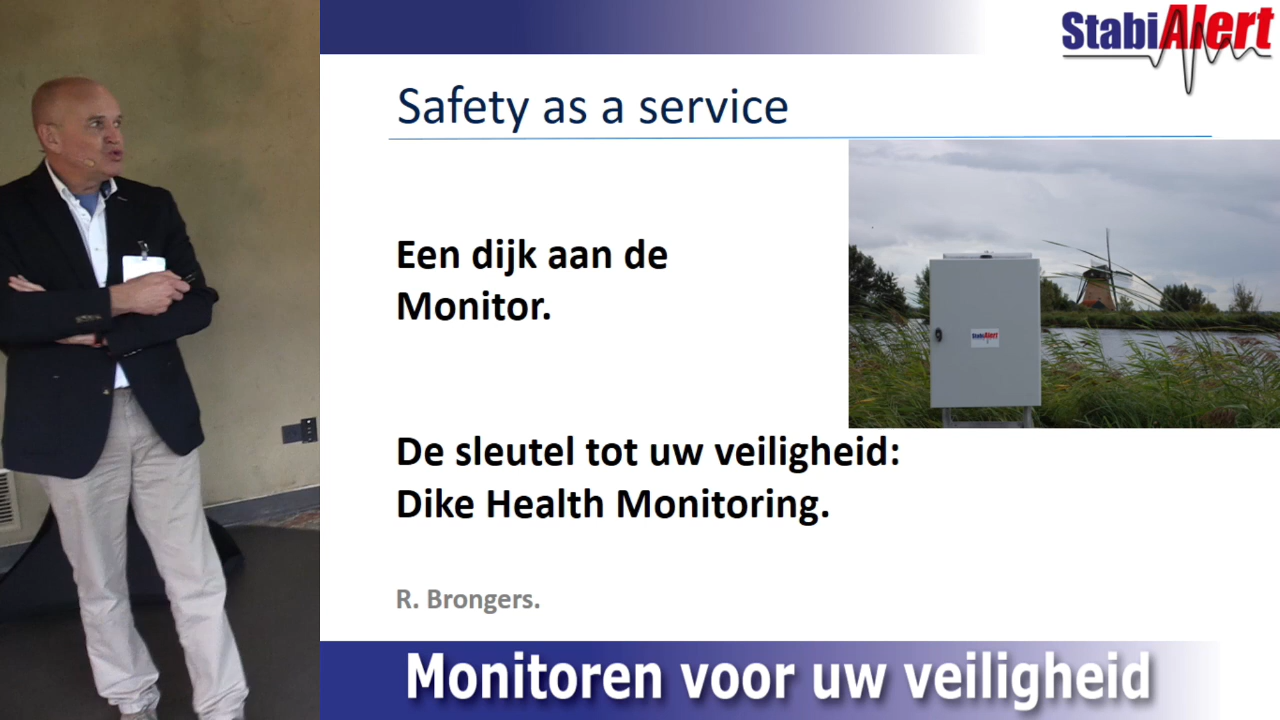 StabiAlert
Safety as a service
Een dijk aan de
Monitor.
StabiAlert
De sleutel tot uw veiligheid:
Dike Health Monitoring.
R. Brongers.
Monitoren voor uw veiligheid